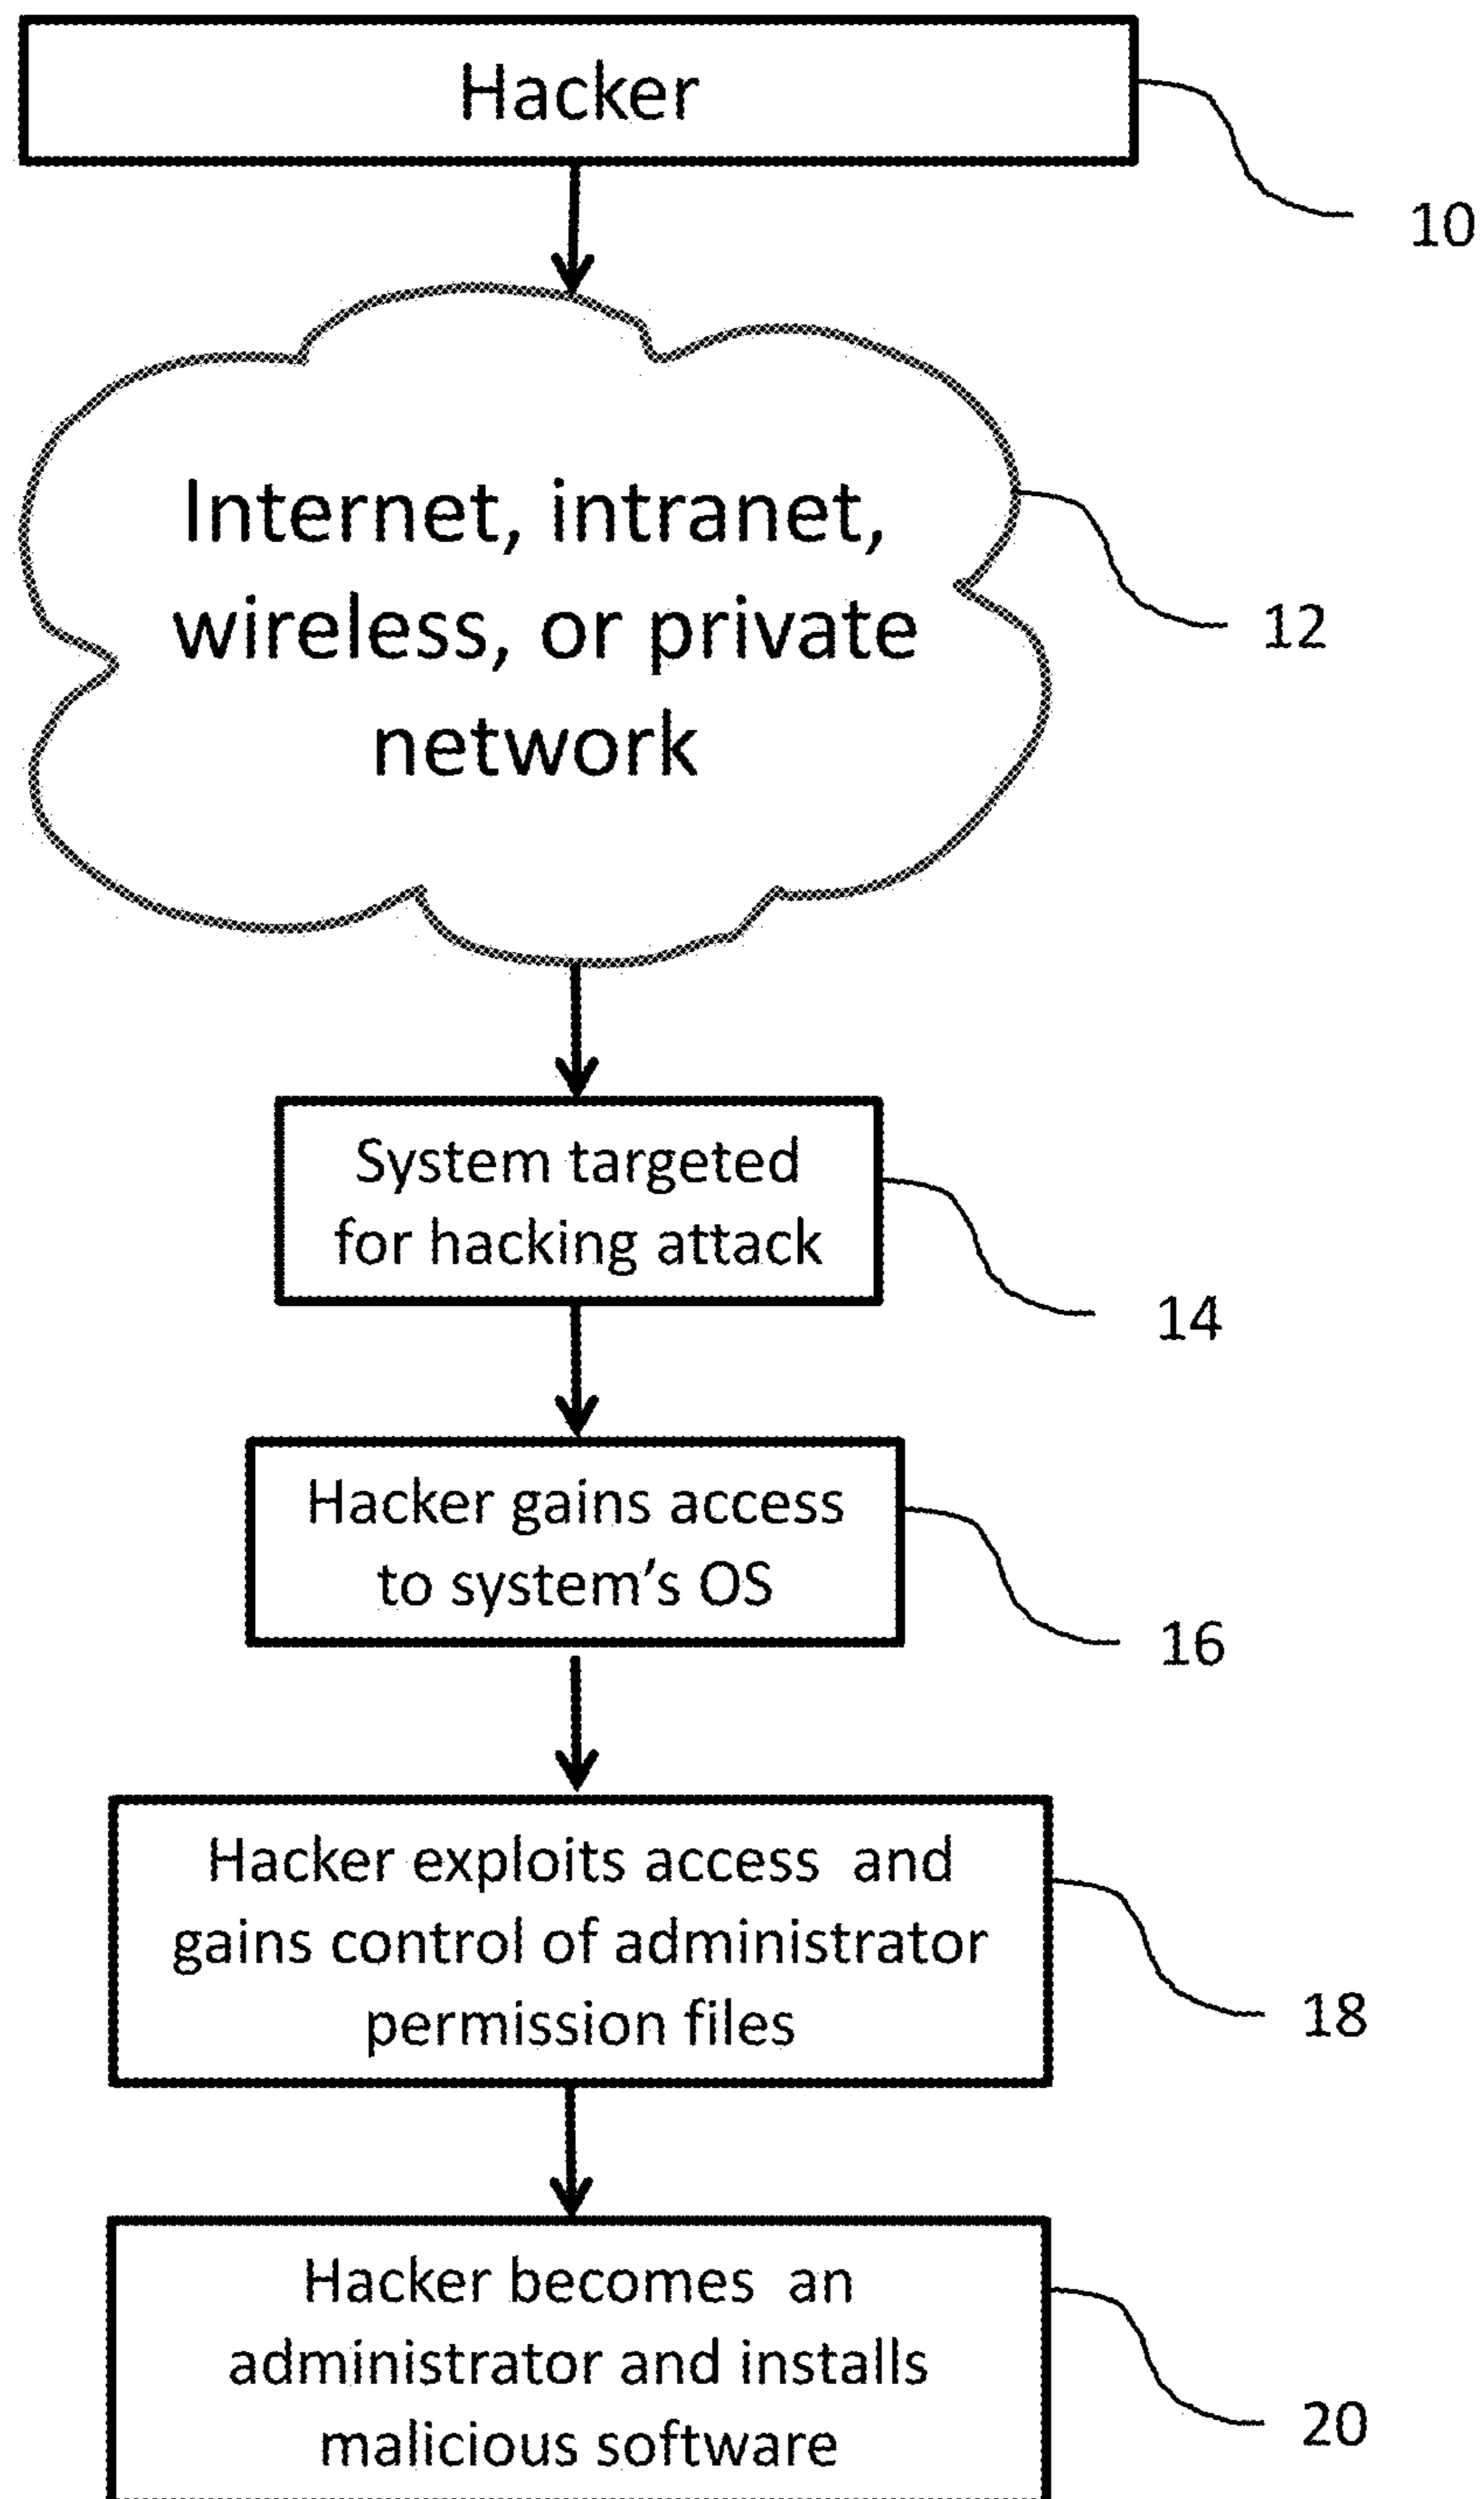 Hacker
10
Internet, intranet,
wireless, or private
network
12
System targeted
for hacking attack
14
Hacker gains access
to system's OS
16
Hacker exploits access and
gains control of administrator
permission files
18
Hacker becomes an
administrator and installs
malicious software
20